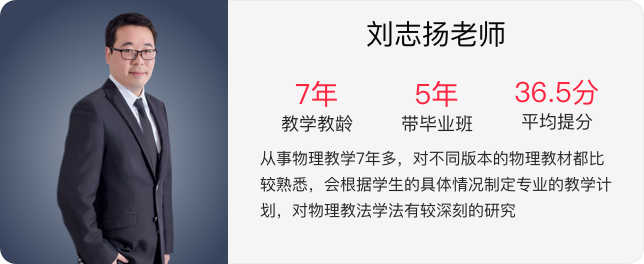 刘志扬老师
7年 5年 36.5分
教学教龄 带毕业班 平均提分
从事物理教学7年多，对不同版本的物理教材都比
较熟悉，会根据学生的具体情况制定专业的教学计
划，对物理教法学法有较深刻的研究